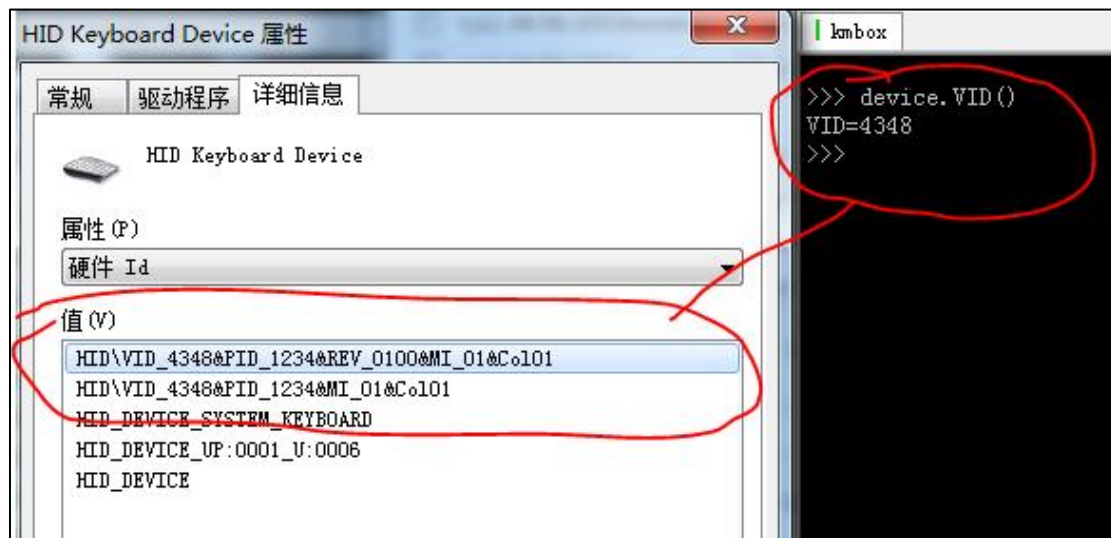 HID Keyboard Device 属性
常规
驱动程序
详细信息
HID Keyboard Device
属性(P)
硬件 Id
值(V)
HID\VID_4348&PID_1234&REV_0100&MI_01&Col01
HID\VID_4348&PID_1234&MI_01&Col01
HID_DEVICE_SYSTEM_KEYBOARD
HID_DEVICE_UP:0001_U:0006
HID_DEVICE
kmbox
>>> device.VID()
VID=4348
>>>